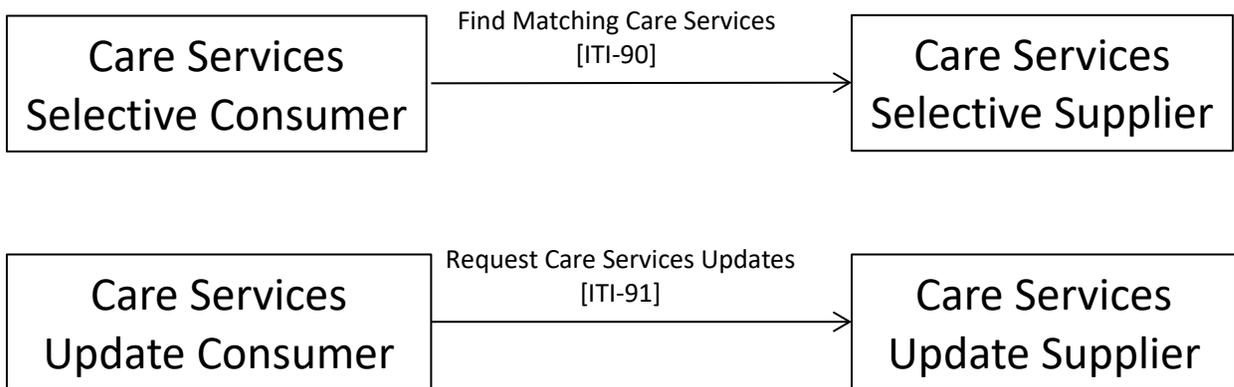 Care Services
Selective Consumer
Find Matching Care Services
[ITI-90]
Care Services
Selective Supplier
Care Services
Update Consumer
Request Care Services Updates
[ITI-91]
Care Services
Update Supplier